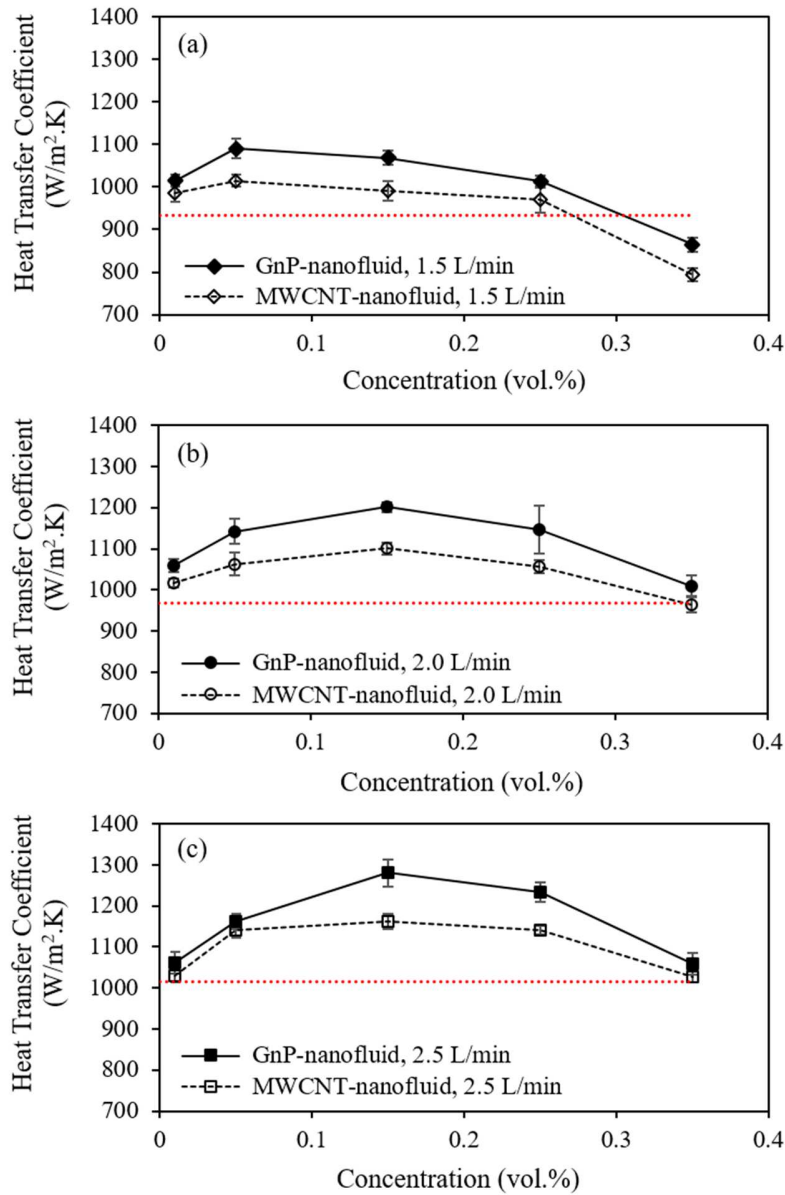 (a)
Heat Transfer Coefficient
(W/m².K)
1400
1300
1200
1100
1000
900
800
700
GnP-nanofluid, 1.5 L/min
MWCNT-nanofluid, 1.5 L/min
0 0.1 0.2 0.3 0.4
Concentration (vol.%)
(b)
Heat Transfer Coefficient
(W/m².K)
1400
1300
1200
1100
1000
900
800
700
GnP-nanofluid, 2.0 L/min
MWCNT-nanofluid, 2.0 L/min
0 0.1 0.2 0.3 0.4
Concentration (vol.%)
(c)
Heat Transfer Coefficient
(W/m².K)
1400
1300
1200
1100
1000
900
800
700
GnP-nanofluid, 2.5 L/min
MWCNT-nanofluid, 2.5 L/min
0 0.1 0.2 0.3 0.4
Concentration (vol.%)